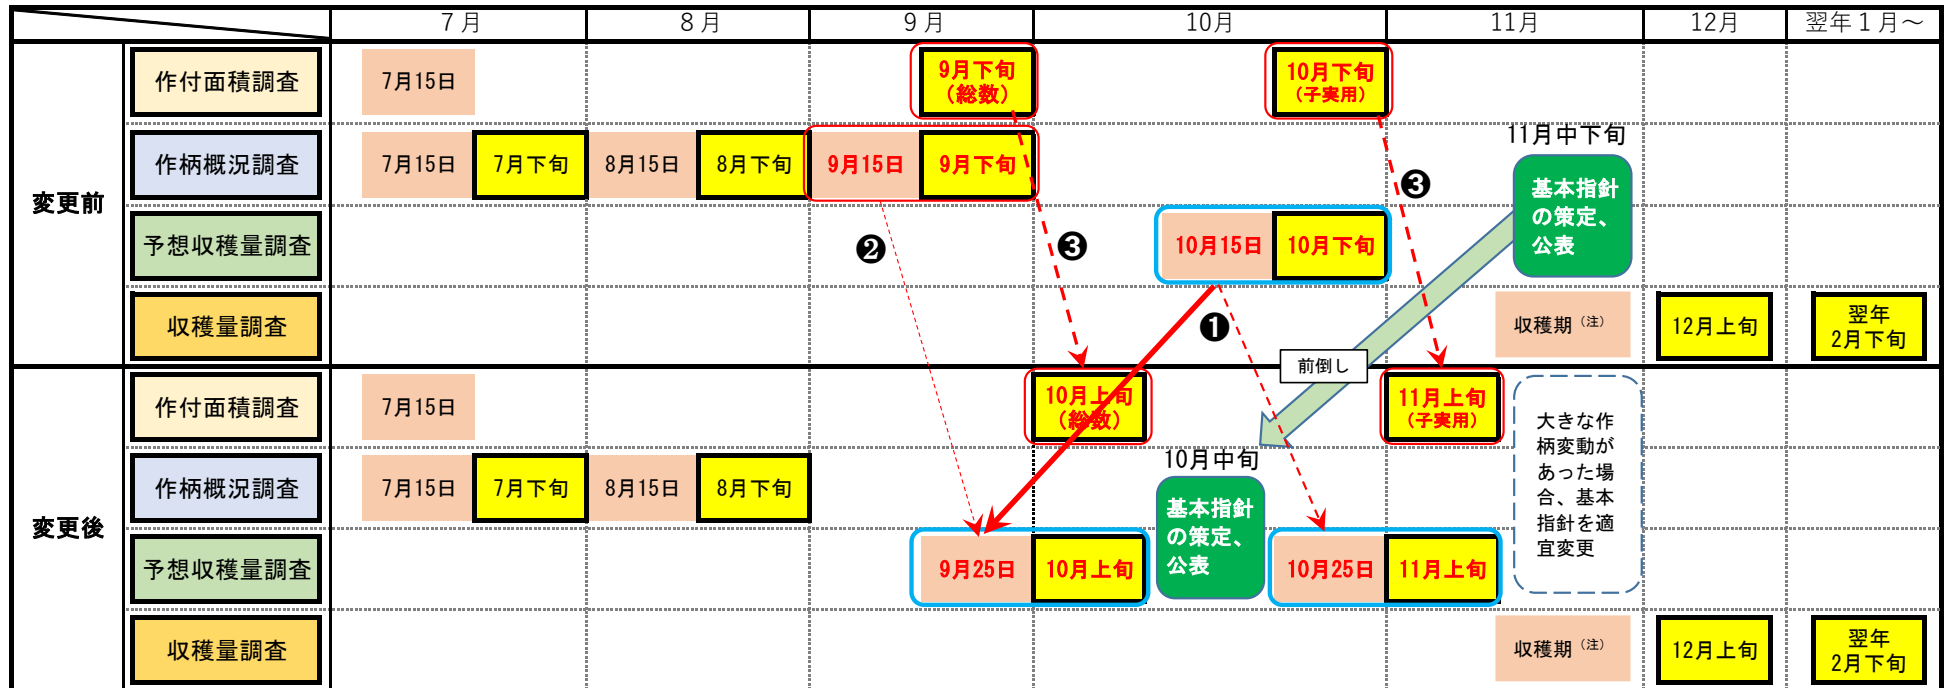 ７月 ８月 ９月 10月 11月 12月 翌年１月～
変更前
作付面積調査 7月15日 9月下旬 10月下旬
（総数） （子実用）
11月中下旬
作柄概況調査 7月15日 7月下旬 8月15日 8月下旬 9月15日 9月下旬
❸
基本指針
の策定、
公表
予想収穫量調査 10月15日 10月下旬
❷ ❸
収穫量調査 収穫期（注） 12月上旬 翌年
2月下旬
❶
前倒し
変更後
作付面積調査 7月15日 10月上旬 11月上旬
（総数） （子実用）
大きな作
柄変動が
あった場
合、基本
指針を適
宜変更
10月中旬
作柄概況調査 7月15日 7月下旬 8月15日 8月下旬
基本指針
の策定、
公表
予想収穫量調査 9月25日 10月上旬 10月25日 11月上旬
収穫量調査 収穫期（注） 12月上旬 翌年
2月下旬